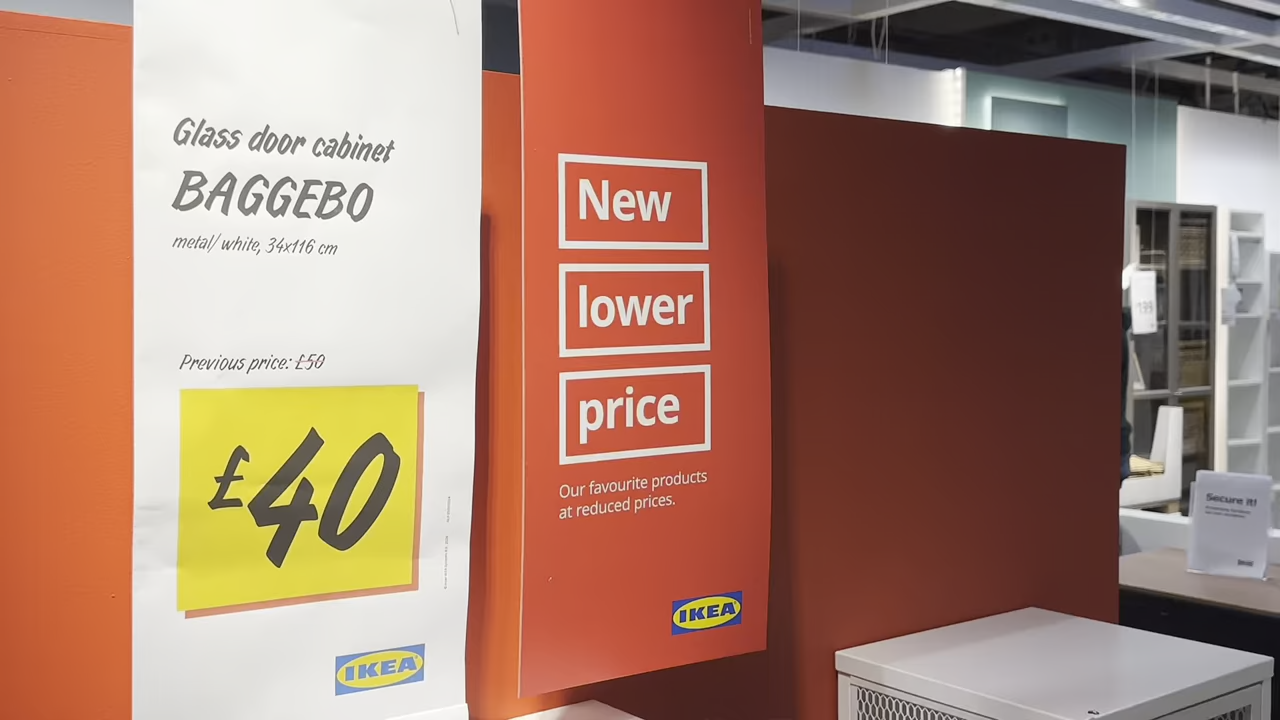 Glass door cabinet
BAGGEBO
metal/ white, 34x116 cm
Previous price: £50
£40
IKEA
New
lower
price
Our favourite products
at reduced prices.
IKEA
Secure it!